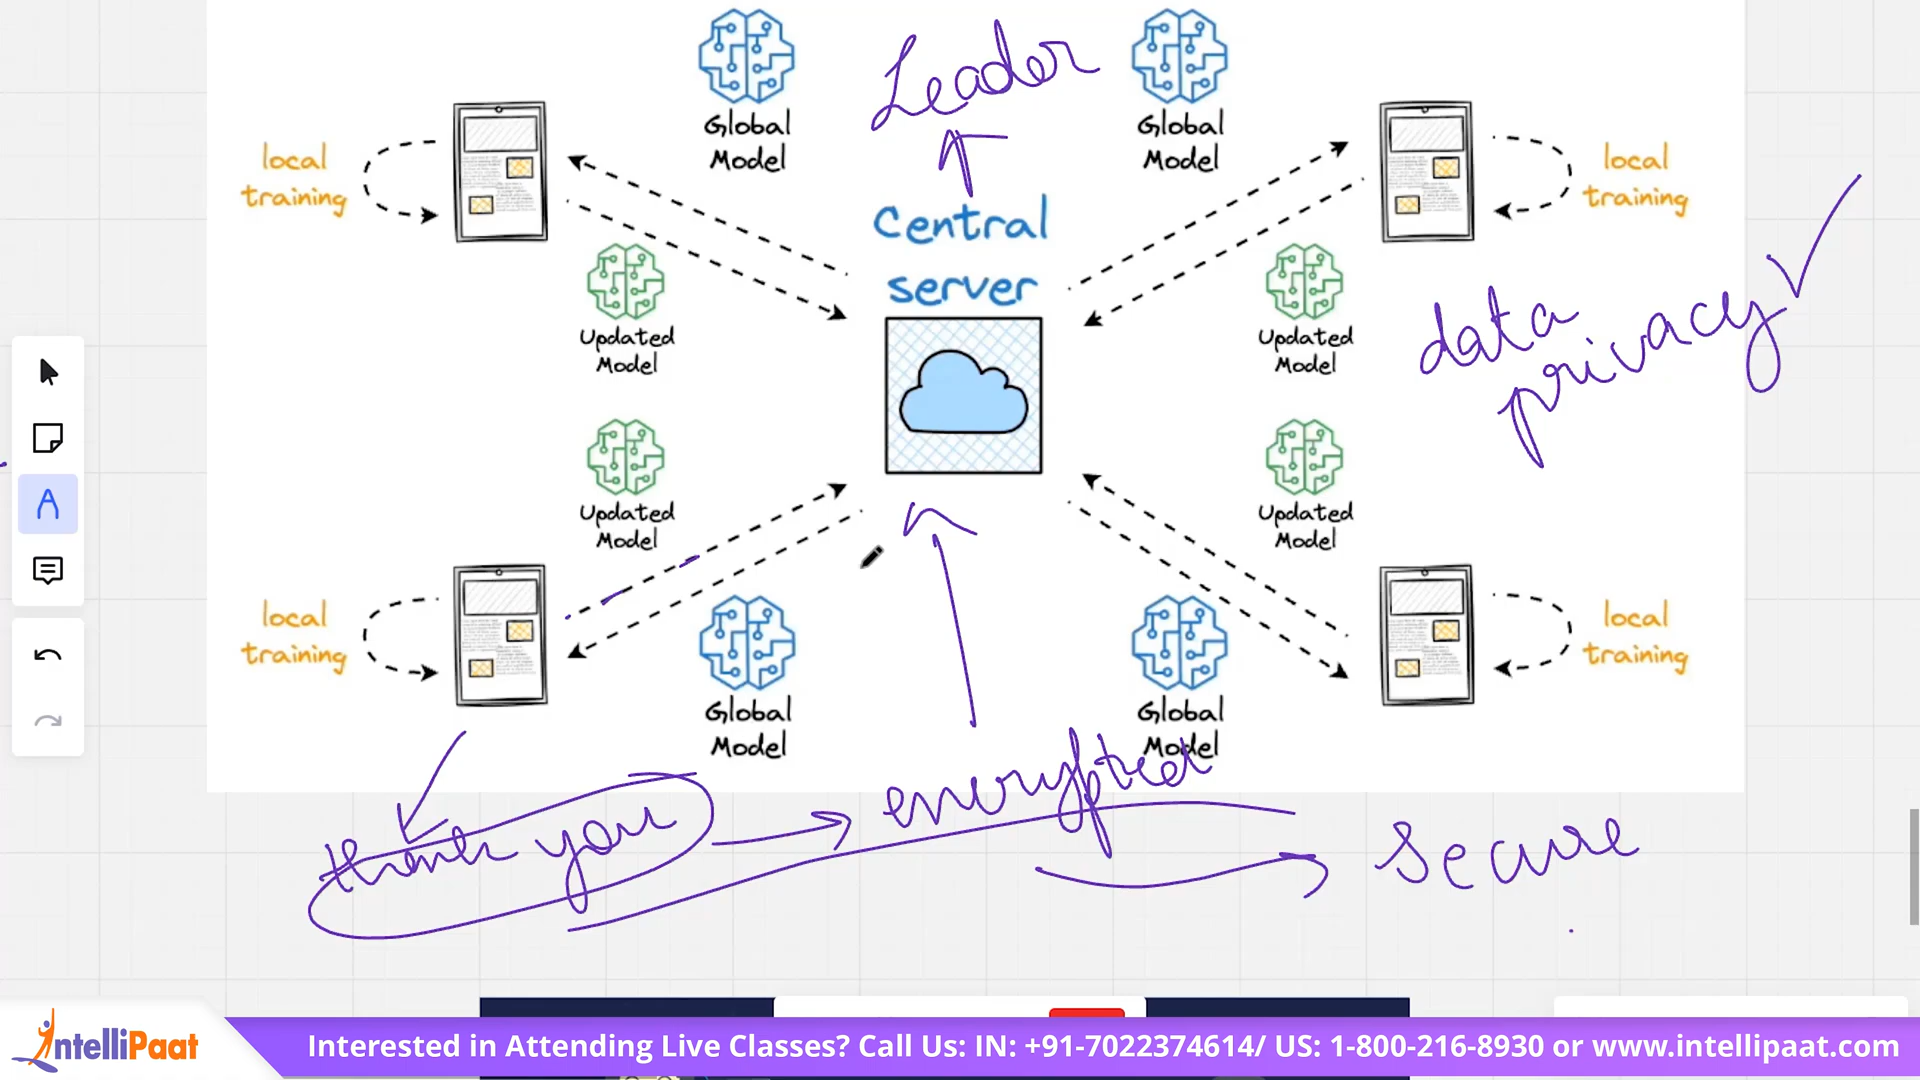 Leader
Global
Model
Global
Model
local
training
local
training
Central
server
Updated
Model
Updated
Model
data
privacy
Updated
Model
Updated
Model
local
training
local
training
Global
Model
Global
Model
thank you
encrypted
Secure
IntelliPaat
Interested in Attending Live Classes? Call Us: IN: +91-7022374614/ US: 1-800-216-8930 or www.intellipaat.com